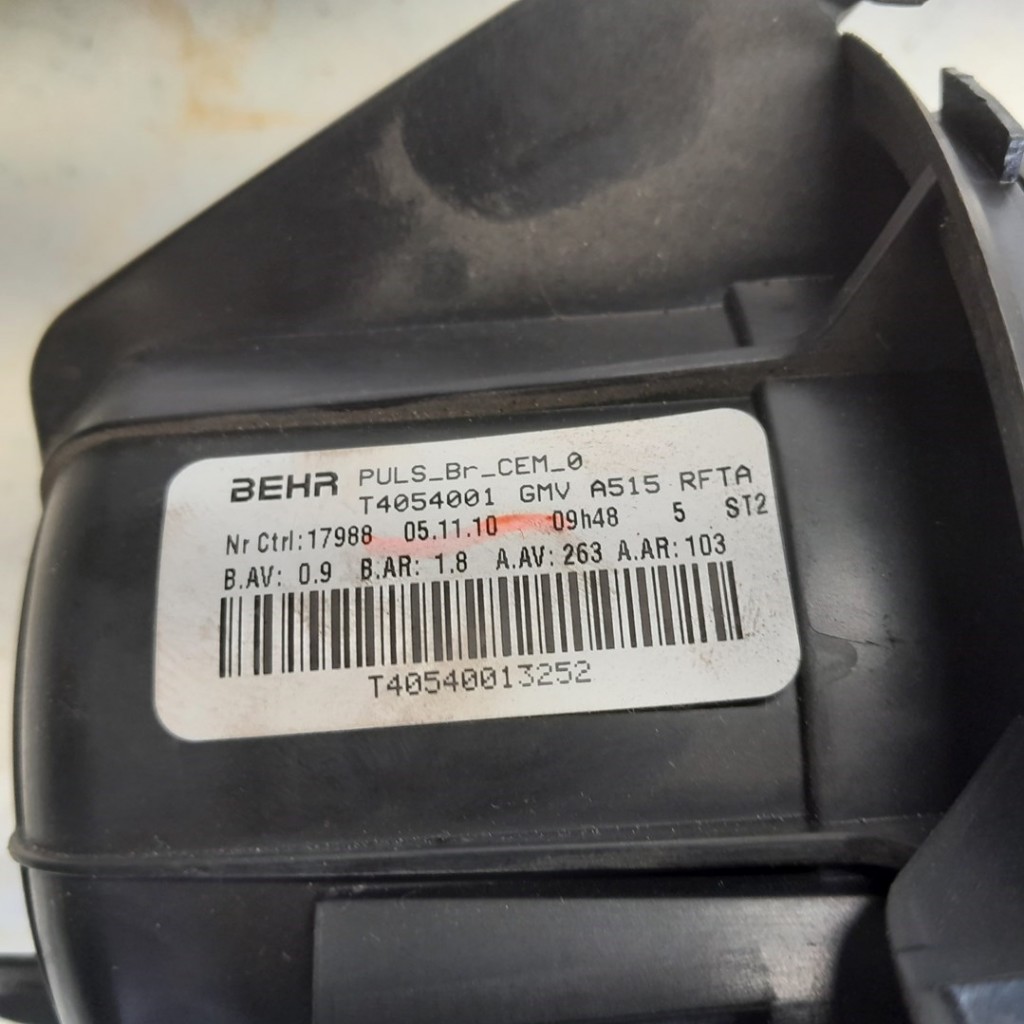 BEHR PULS_Br_CEM_0
T4054001 GMV A515 RFTA
Nr Ctrl:17988 05.11.10 09h48 5 ST2
B.AV: 0.9 B.AR: 1.8 A.AV: 263 A.AR: 103
T40540013252